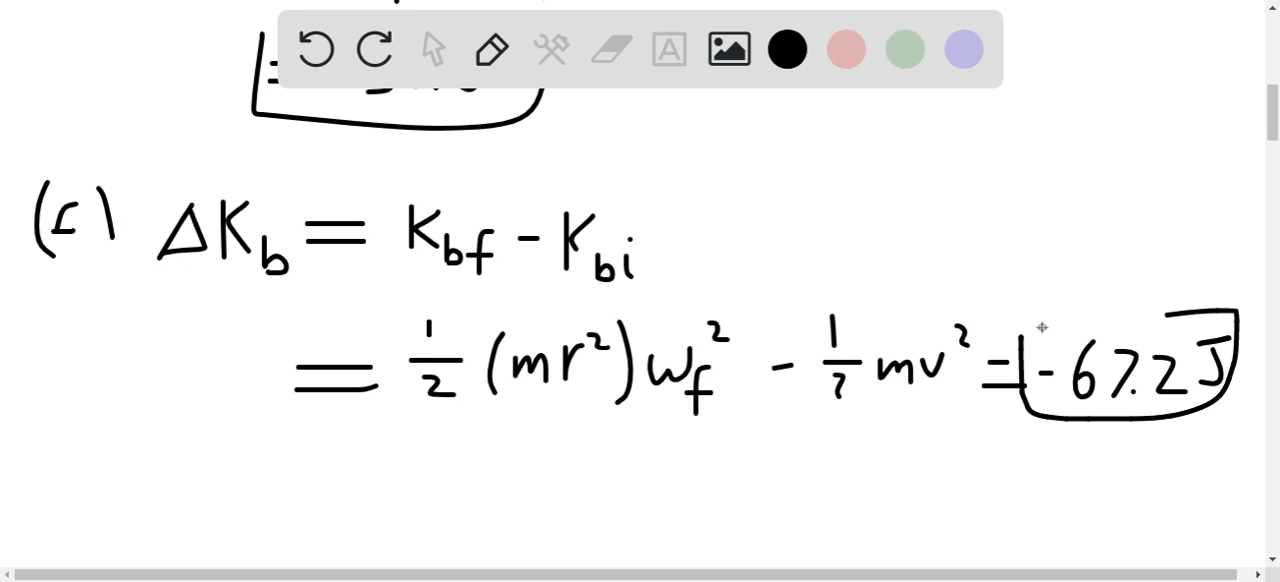 A
(c) ΔK_b = K_bf - K_bi
= 1/2 (mr²)ω_f² - 1/2 mv² = -67.2 J